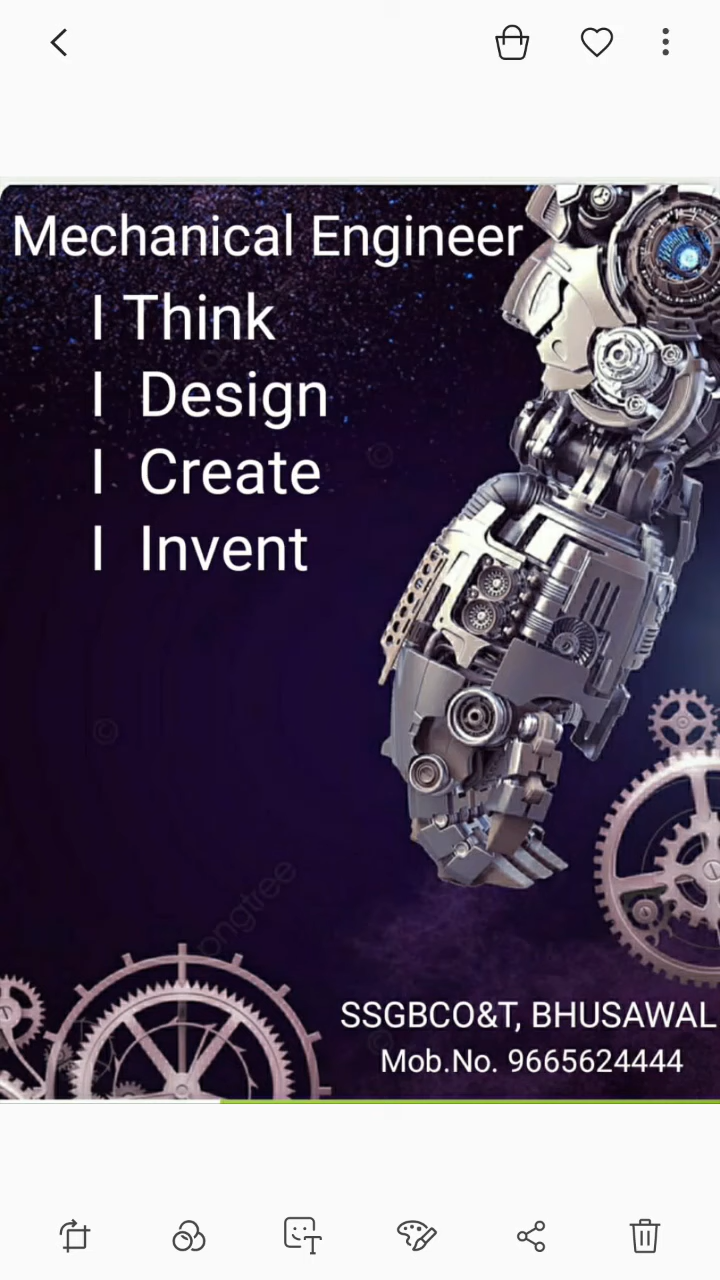 Mechanical Engineer
I Think
I Design
I Create
I Invent
SSGBCO&T, BHUSAWAL
Mob.No. 9665624444